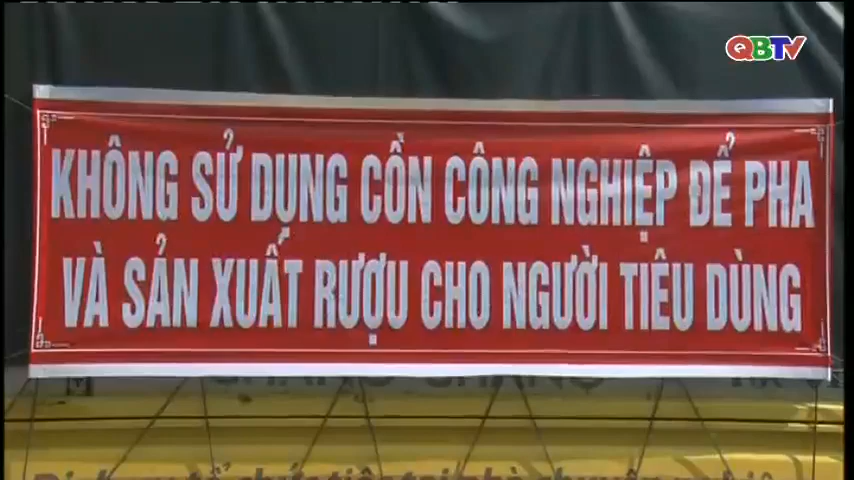 QBTV
KHÔNG SỬ DỤNG CỒN CÔNG NGHIỆP ĐỂ PHA
VÀ SẢN XUẤT RƯỢU CHO NGƯỜI TIÊU DÙNG